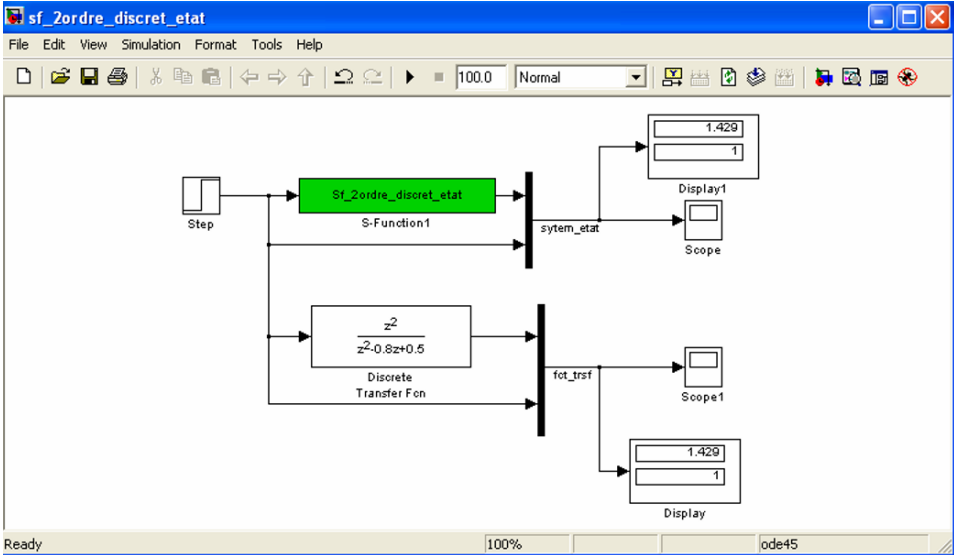 sf_2ordre_discret_etat
File Edit View Simulation Format Tools Help
100.0 Normal
1.429
1
Display1
Sf_2ordre_discret_etat
Step
S-Function1
sytem_etat
Scope
z2
z2-0.8z+0.5
Discrete
Transfer Fcn
fct_trsf
Scope1
1.429
1
Display
Ready 100% ode45